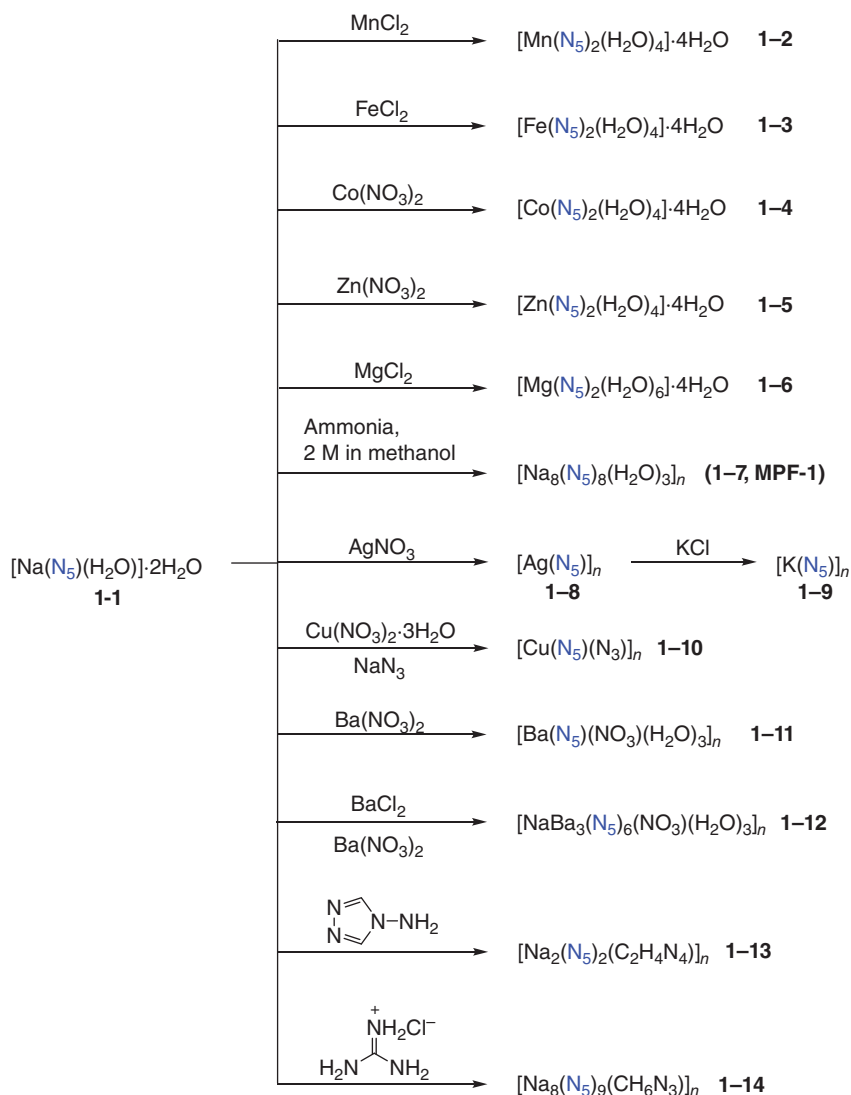 MnCl₂
[Mn(N₅)₂(H₂O)₄]·4H₂O 1–2
FeCl₂
[Fe(N₅)₂(H₂O)₄]·4H₂O 1–3
Co(NO₃)₂
[Co(N₅)₂(H₂O)₄]·4H₂O 1–4
Zn(NO₃)₂
[Zn(N₅)₂(H₂O)₄]·4H₂O 1–5
MgCl₂
[Mg(N₅)₂(H₂O)₆]·4H₂O 1–6
Ammonia,
2 M in methanol
[Na₈(N₅)₈(H₂O)₃]ₙ (1–7, MPF-1)
[Na(N₅)(H₂O)]·2H₂O
1-1
AgNO₃
[Ag(N₅)]ₙ
1–8
KCl
[K(N₅)]ₙ
1–9
Cu(NO₃)₂·3H₂O
NaN₃
[Cu(N₅)(N₃)]ₙ 1–10
Ba(NO₃)₂
[Ba(N₅)(NO₃)(H₂O)₃]ₙ 1–11
BaCl₂
Ba(NO₃)₂
[NaBa₃(N₅)₆(NO₃)(H₂O)₃]ₙ 1–12
N
N
N–NH₂
[Na₂(N₅)₂(C₂H₄N₄)]ₙ 1–13
+
NH₂Cl⁻
H₂N NH₂
[Na₈(N₅)₉(CH₆N₃)]ₙ 1–14